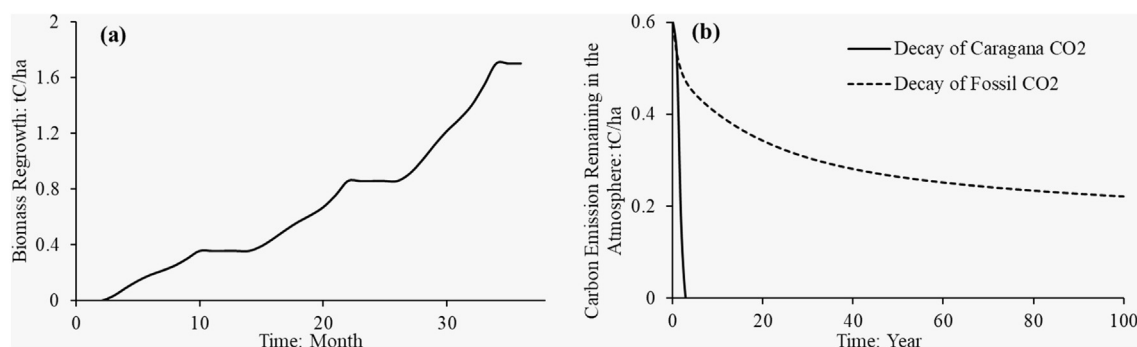 (a)
Biomass Regrowth: tC/ha
2
1.6
1.2
0.8
0.4
0
0
10
20
30
Time: Month
(b)
Carbon Emission Remaining in the
Atmosphere: tC/ha
0.6
0.4
0.2
0
Decay of Caragana CO2
Decay of Fossil CO2
0
20
40
60
80
100
Time: Year